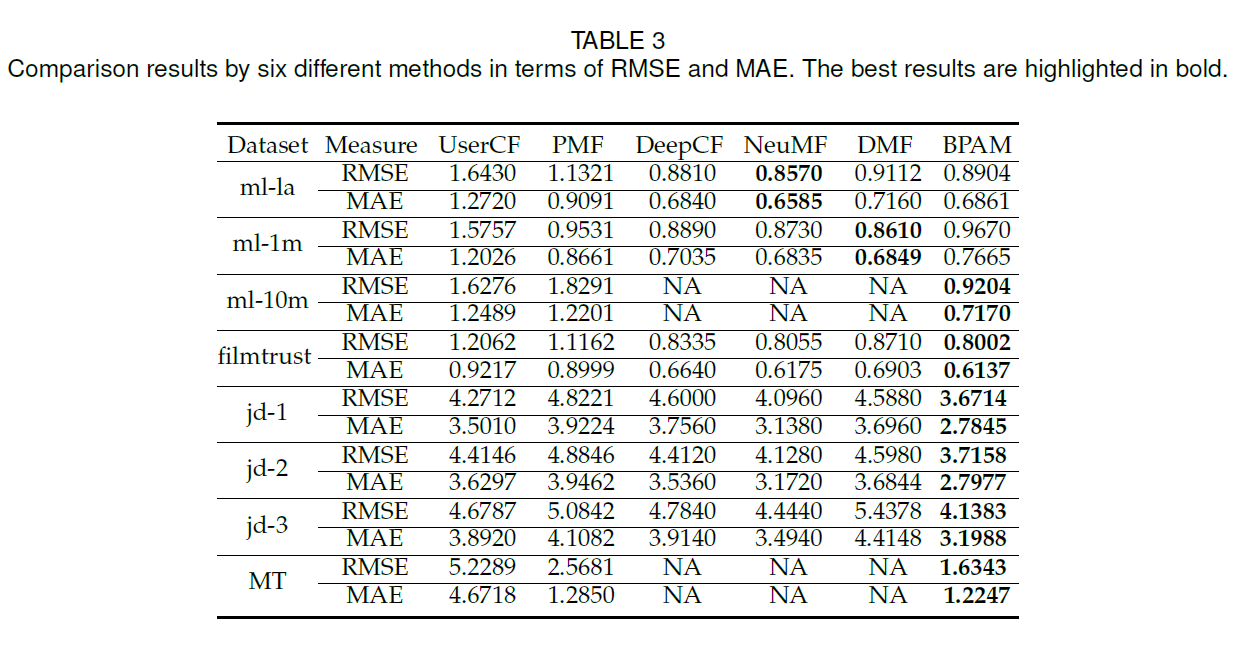 TABLE 3
Comparison results by six different methods in terms of RMSE and MAE. The best results are highlighted in bold.
Dataset Measure UserCF PMF DeepCF NeuMF DMF BPAM
ml-la RMSE 1.6430 1.1321 0.8810 0.8570 0.9112 0.8904
MAE 1.2720 0.9091 0.6840 0.6585 0.7160 0.6861
ml-1m RMSE 1.5757 0.9531 0.8890 0.8730 0.8610 0.9670
MAE 1.2026 0.8661 0.7035 0.6835 0.6849 0.7665
ml-10m RMSE 1.6276 1.8291 NA NA NA 0.9204
MAE 1.2489 1.2201 NA NA NA 0.7170
filmtrust RMSE 1.2062 1.1162 0.8335 0.8055 0.8710 0.8002
MAE 0.9217 0.8999 0.6640 0.6175 0.6903 0.6137
jd-1 RMSE 4.2712 4.8221 4.6000 4.0960 4.5880 3.6714
MAE 3.5010 3.9224 3.7560 3.1380 3.6960 2.7845
jd-2 RMSE 4.4146 4.8846 4.4120 4.1280 4.5980 3.7158
MAE 3.6297 3.9462 3.5360 3.1720 3.6844 2.7977
jd-3 RMSE 4.6787 5.0842 4.7840 4.4440 5.4378 4.1383
MAE 3.8920 4.1082 3.9140 3.4940 4.4148 3.1988
MT RMSE 5.2289 2.5681 NA NA NA 1.6343
MAE 4.6718 1.2850 NA NA NA 1.2247